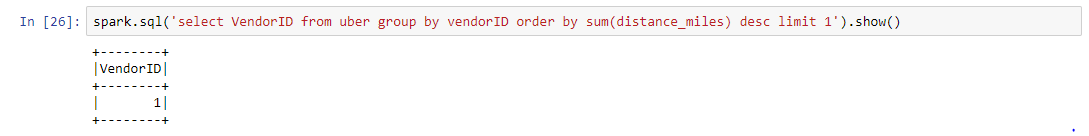 In [26]: spark.sql('select VendorID from uber group by vendorID order by sum(distance_miles) desc limit 1').show()
+--------+
|VendorID|
+--------+
|       1|
+--------+